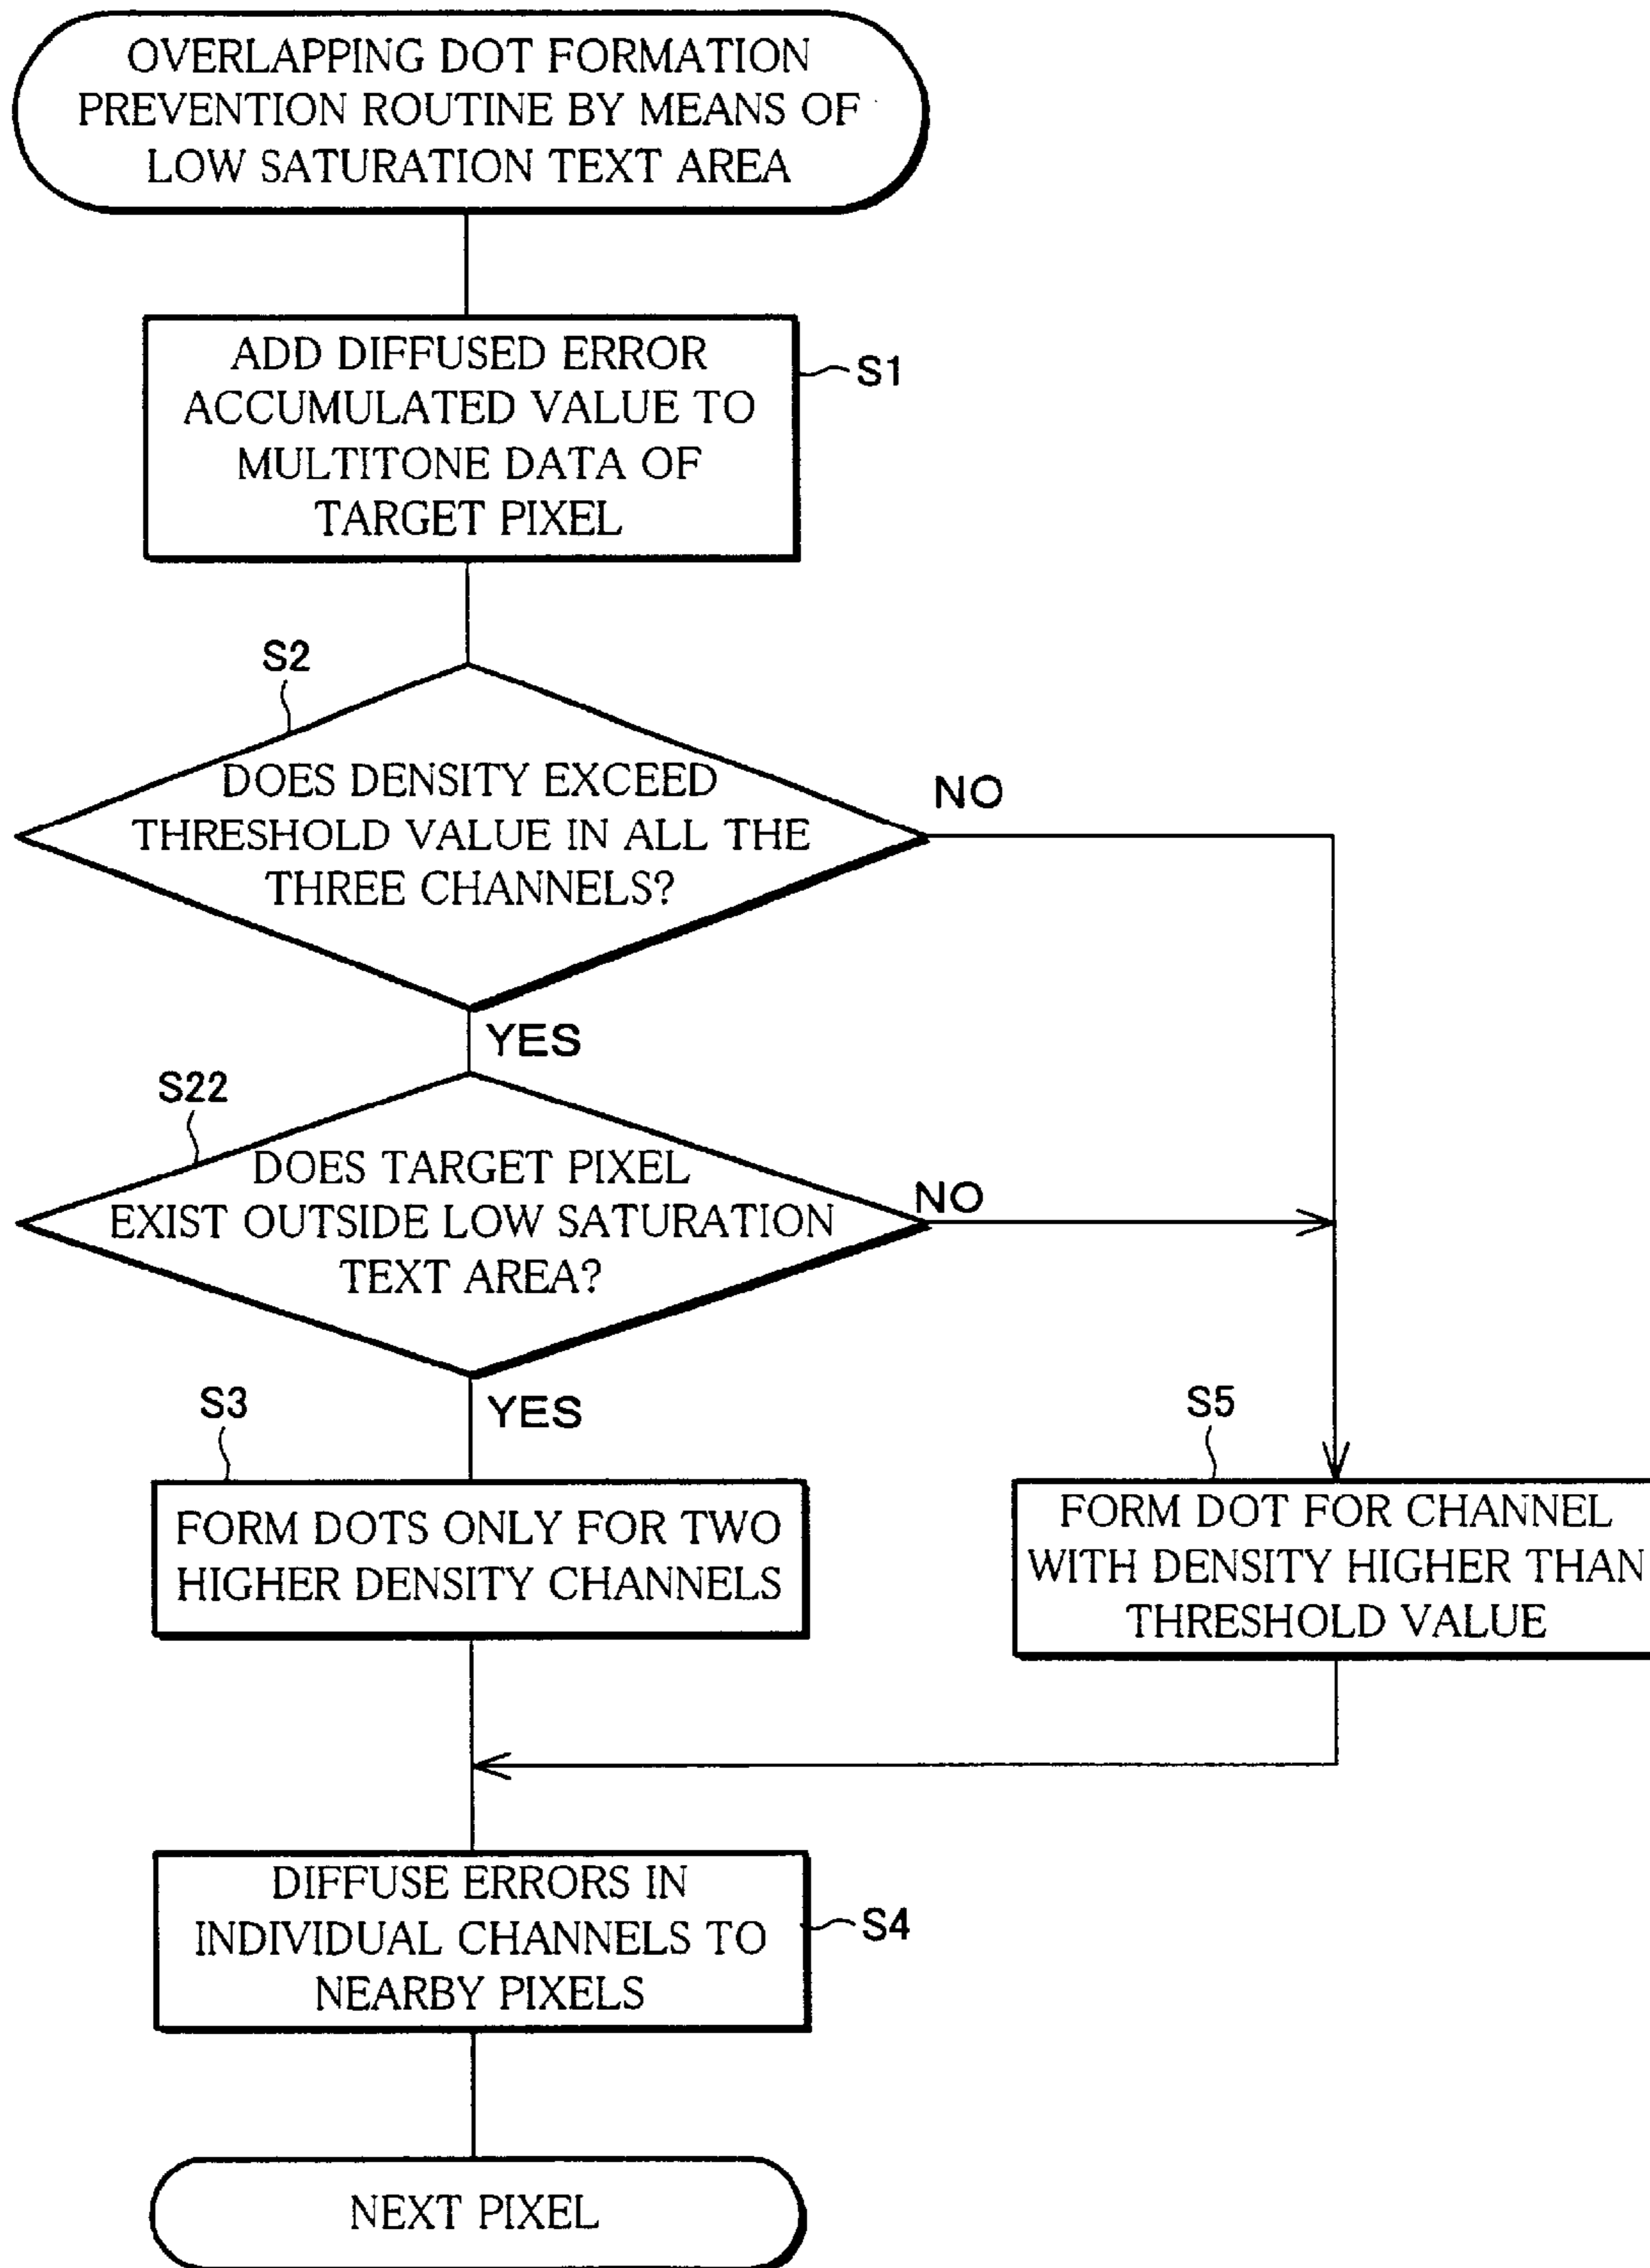 OVERLAPPING DOT FORMATION
PREVENTION ROUTINE BY MEANS OF
LOW SATURATION TEXT AREA
ADD DIFFUSED ERROR
ACCUMULATED VALUE TO
MULTITONE DATA OF
TARGET PIXEL
S1
S2
DOES DENSITY EXCEED
THRESHOLD VALUE IN ALL THE
THREE CHANNELS?
NO
YES
S22
DOES TARGET PIXEL
EXIST OUTSIDE LOW SATURATION
TEXT AREA?
NO
YES
S3
FORM DOTS ONLY FOR TWO
HIGHER DENSITY CHANNELS
S5
FORM DOT FOR CHANNEL
WITH DENSITY HIGHER THAN
THRESHOLD VALUE
DIFFUSE ERRORS IN
INDIVIDUAL CHANNELS TO
NEARBY PIXELS
S4
NEXT PIXEL